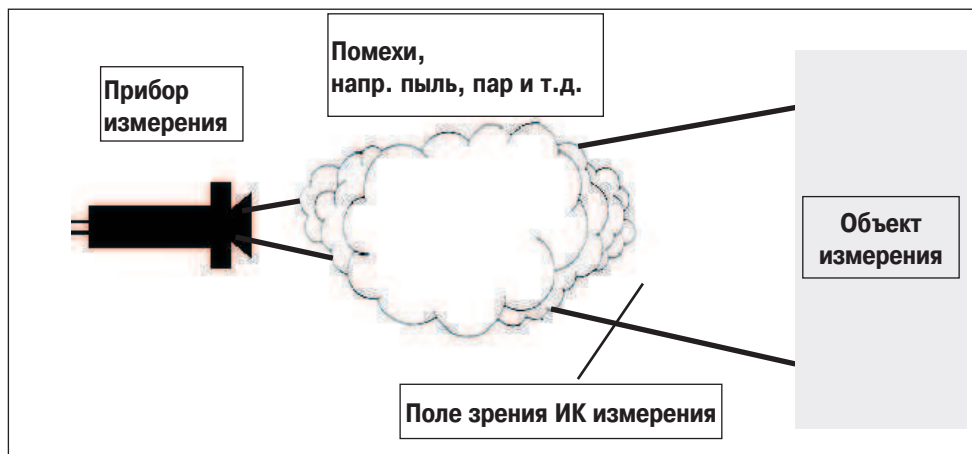 Помехи,
напр. пыль, пар и т.д.
Прибор
измерения
Объект
измерения
Поле зрения ИК измерения